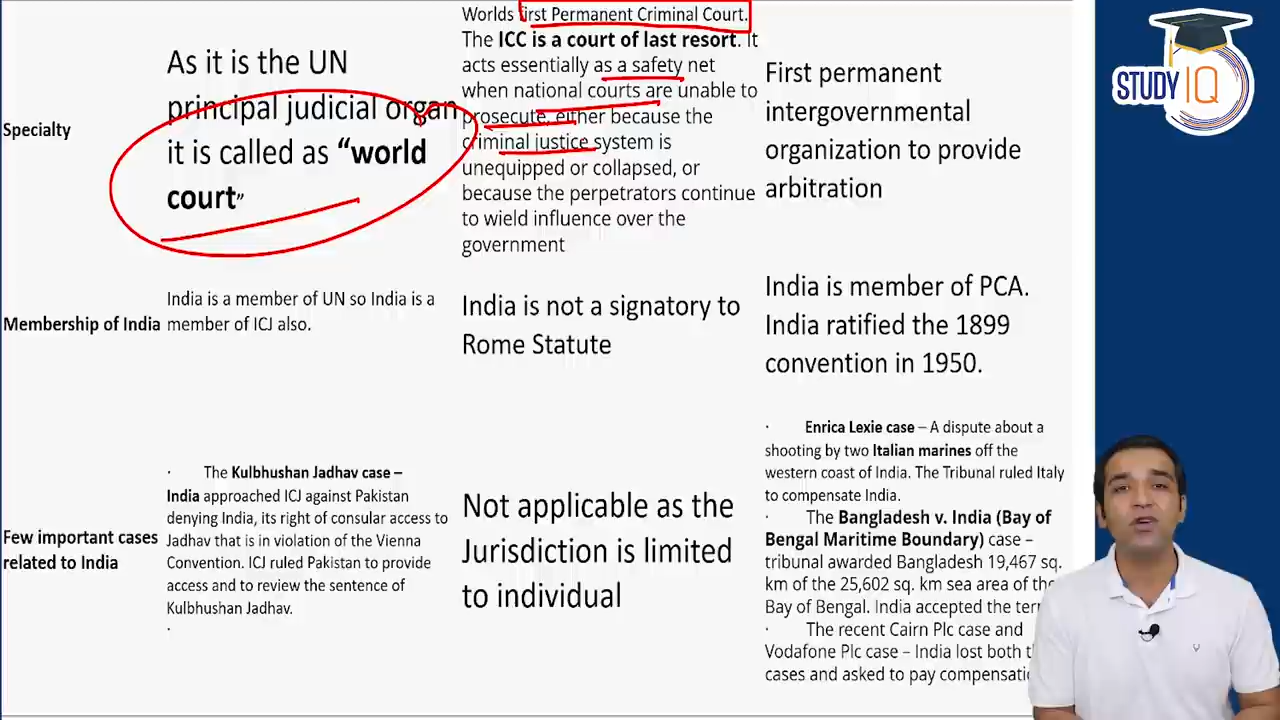 Specialty
As it is the UN
principal judicial organ
it is called as “world
court”
Worlds first Permanent Criminal Court.
The ICC is a court of last resort. It
acts essentially as a safety net
when national courts are unable to
prosecute, either because the
criminal justice system is
unequipped or collapsed, or
because the perpetrators continue
to wield influence over the
government
First permanent
intergovernmental
organization to provide
arbitration
Membership of India
India is a member of UN so India is a
member of ICJ also.
India is not a signatory to
Rome Statute
India is member of PCA.
India ratified the 1899
convention in 1950.
Few important cases
related to India
· The Kulbhushan Jadhav case –
India approached ICJ against Pakistan
denying India, its right of consular access to
Jadhav that is in violation of the Vienna
Convention. ICJ ruled Pakistan to provide
access and to review the sentence of
Kulbhushan Jadhav.
·
Not applicable as the
Jurisdiction is limited
to individual
· Enrica Lexie case – A dispute about a
shooting by two Italian marines off the
western coast of India. The Tribunal ruled Italy
to compensate India.
· The Bangladesh v. India (Bay of
Bengal Maritime Boundary) case –
tribunal awarded Bangladesh 19,467 sq.
km of the 25,602 sq. km sea area of the
Bay of Bengal. India accepted the
· The recent Cairn Plc case and
Vodafone Plc case – India lost both
cases and asked to pay
STUDY IQ